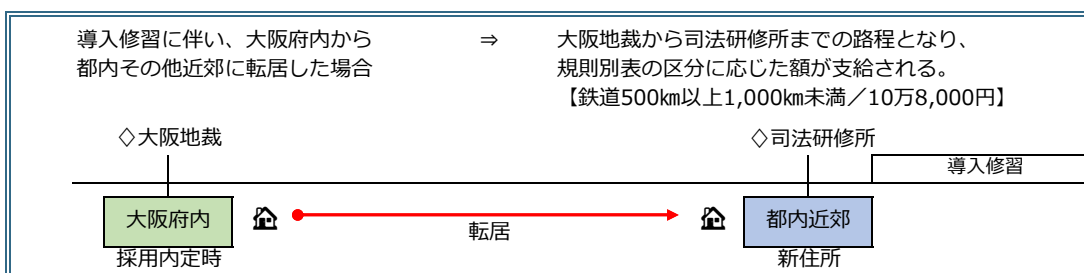 導入修習に伴い、大阪府内から ⇒ 大阪地裁から司法研修所までの路程となり、
都内その他近郊に転居した場合 規則別表の区分に応じた額が支給される。
【鉄道500㎞以上1,000㎞未満／10万8,000円】
◇大阪地裁 ◇司法研修所
導入修習
大阪府内 転居 都内近郊
採用内定時 新住所